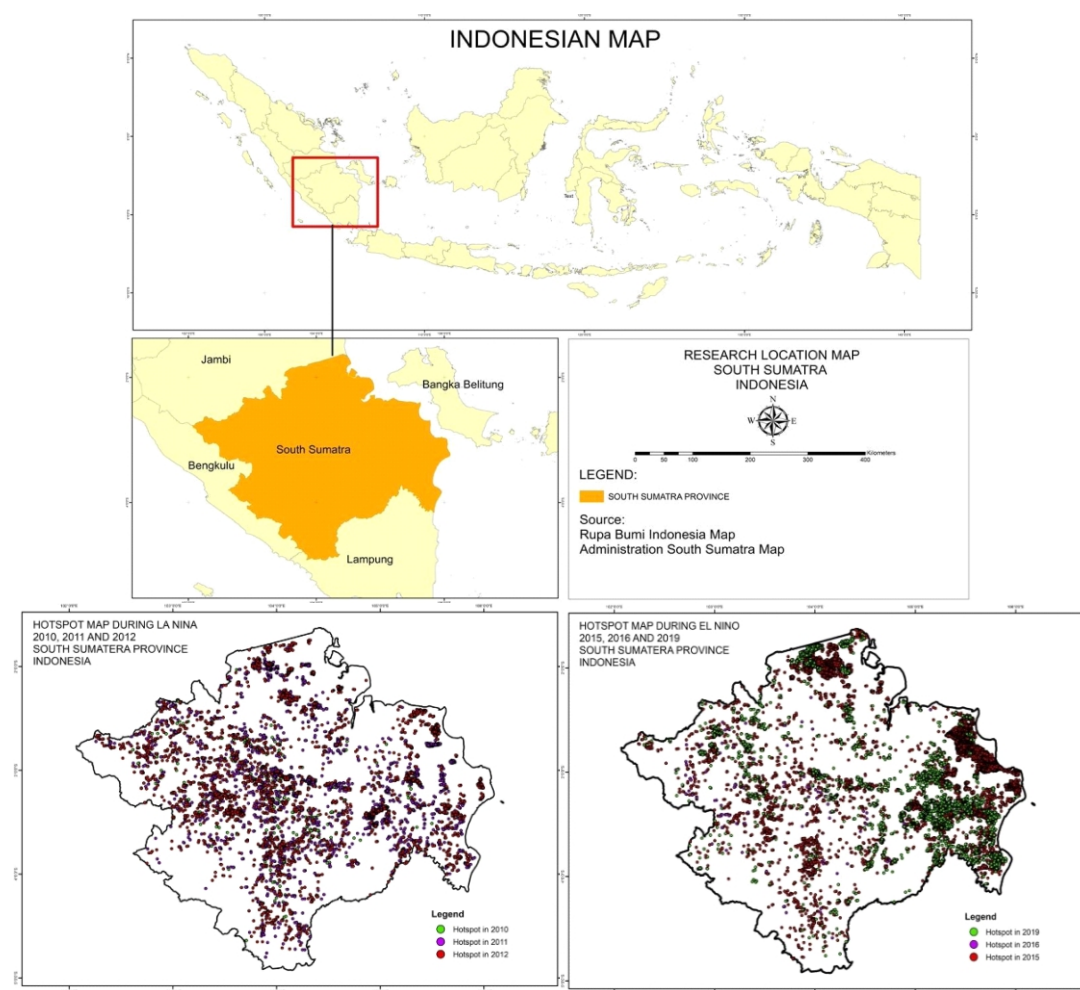 INDONESIAN MAP
Text
Jambi
Bangka Belitung
South Sumatra
Bengkulu
Lampung
RESEARCH LOCATION MAP
SOUTH SUMATRA
INDONESIA
N
W E
S
0 50 100 200 300 400 Kilometers
LEGEND:
SOUTH SUMATRA PROVINCE
Source:
Rupa Bumi Indonesia Map
Administration South Sumatra Map
HOTSPOT MAP DURING LA NINA
2010, 2011 AND 2012
SOUTH SUMATERA PROVINCE
INDONESIA
Legend
Hotspot in 2010
Hotspot in 2011
Hotspot in 2012
HOTSPOT MAP DURING EL NINO
2015, 2016 AND 2019
SOUTH SUMATERA PROVINCE
INDONESIA
Legend
Hotspot in 2019
Hotspot in 2016
Hotspot in 2015